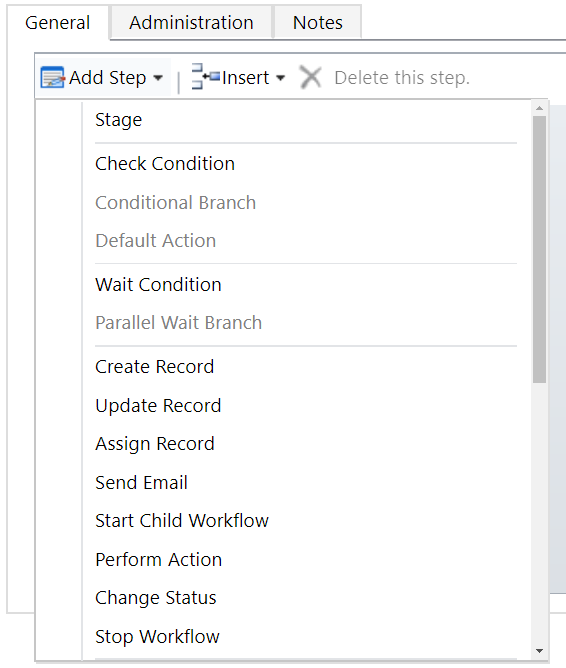 General Administration Notes
Add Step | Insert Delete this step.
Stage
Check Condition
Conditional Branch
Default Action
Wait Condition
Parallel Wait Branch
Create Record
Update Record
Assign Record
Send Email
Start Child Workflow
Perform Action
Change Status
Stop Workflow